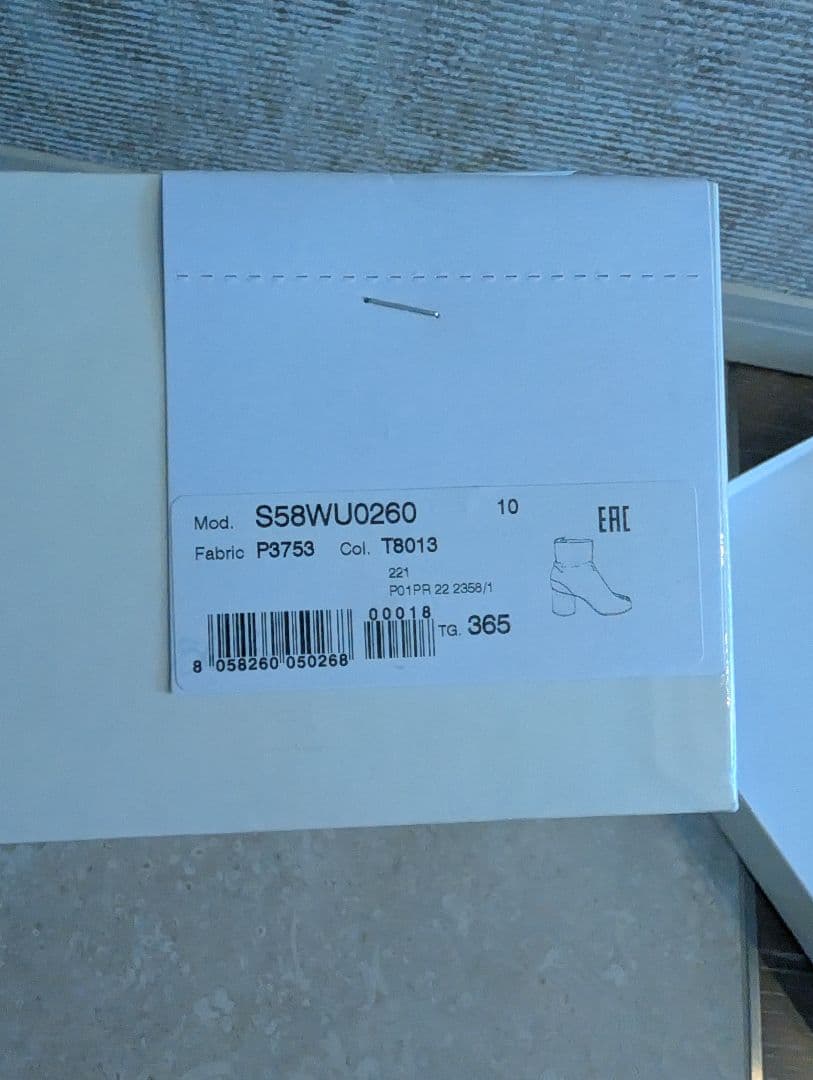 Mod. S58WU0260 10 EAC
Fabric P3753 Col. T8013
221
P01PR 22 2358/1
00018
TG. 365
8 058260 050268